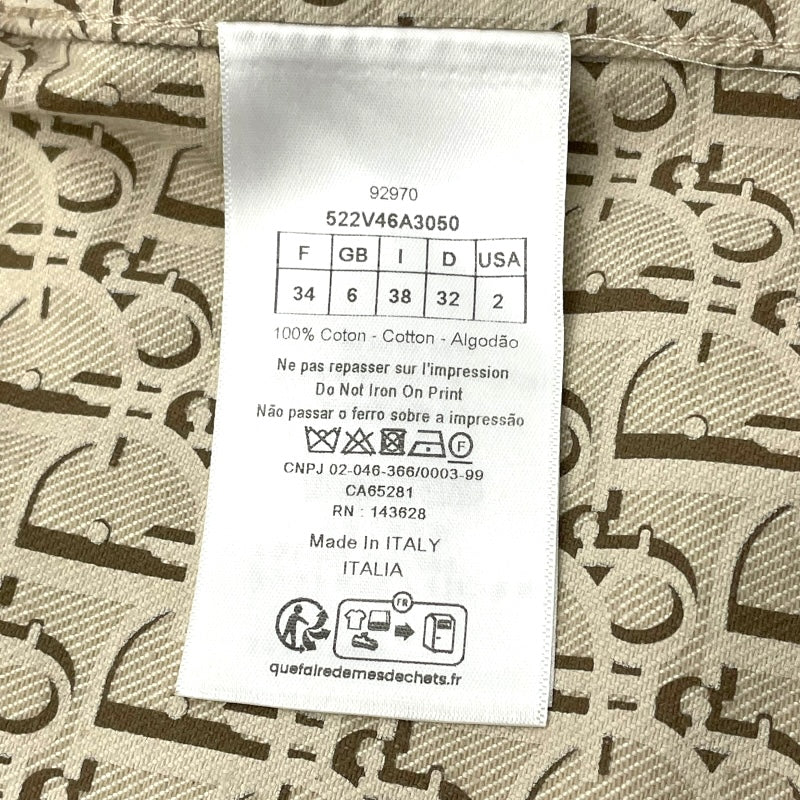 92970
522V46A3050
F GB I D USA
34 6 38 32 2
100% Coton - Cotton - Algodão
Ne pas repasser sur l'impression
Do Not Iron On Print
Não passar o ferro sobre a impressão
F
CNPJ 02-046-366/0003-99
CA65281
RN : 143628
Made In ITALY
ITALIA
FR
quefairedemesdechets.fr